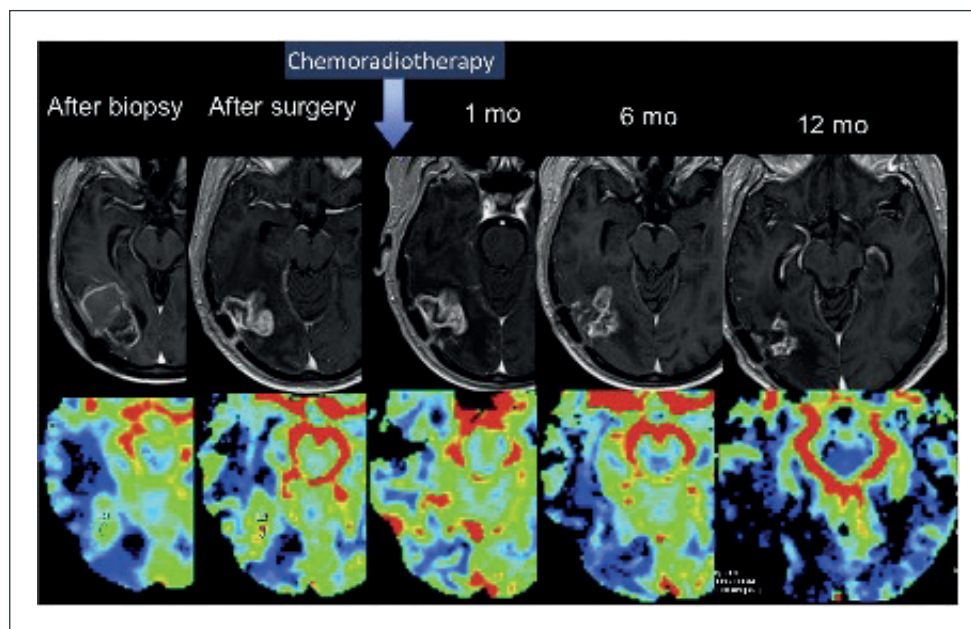 Chemoradiotherapy
After biopsy
After surgery
1 mo
6 mo
12 mo